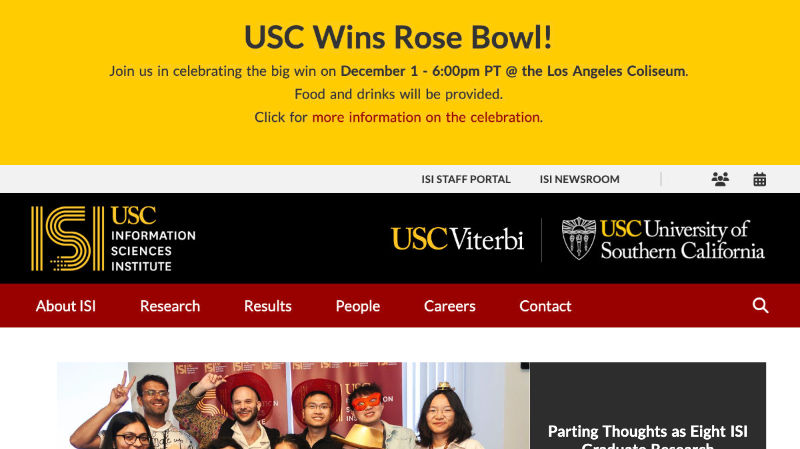 USC Wins Rose Bowl!
Join us in celebrating the big win on December 1 - 6:00pm PT @ the Los Angeles Coliseum.
Food and drinks will be provided.
Click for more information on the celebration.
ISI STAFF PORTAL ISI NEWSROOM
ISI USC
INFORMATION
SCIENCES
INSTITUTE
USC Viterbi
USC University of
Southern California
About ISI Research Results People Careers Contact
Parting Thoughts as Eight ISI
Graduate Research